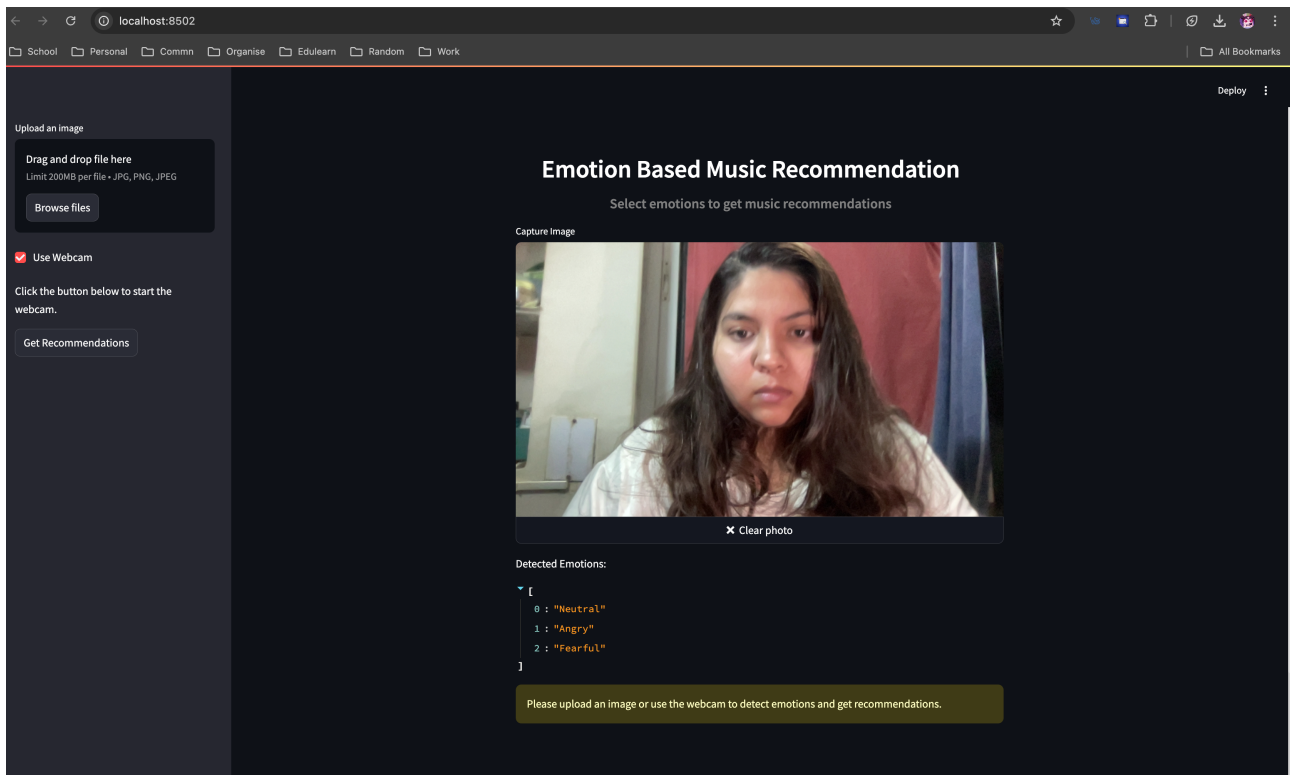 localhost:8502
School Personal Commn Organise Edulearn Random Work All Bookmarks
Deploy
Upload an image
Drag and drop file here
Limit 200MB per file • JPG, PNG, JPEG
Browse files
Use Webcam
Click the button below to start the
webcam.
Get Recommendations
Emotion Based Music Recommendation
Select emotions to get music recommendations
Capture Image
Clear photo
Detected Emotions:
[
0 : "Neutral"
1 : "Angry"
2 : "Fearful"
]
Please upload an image or use the webcam to detect emotions and get recommendations.